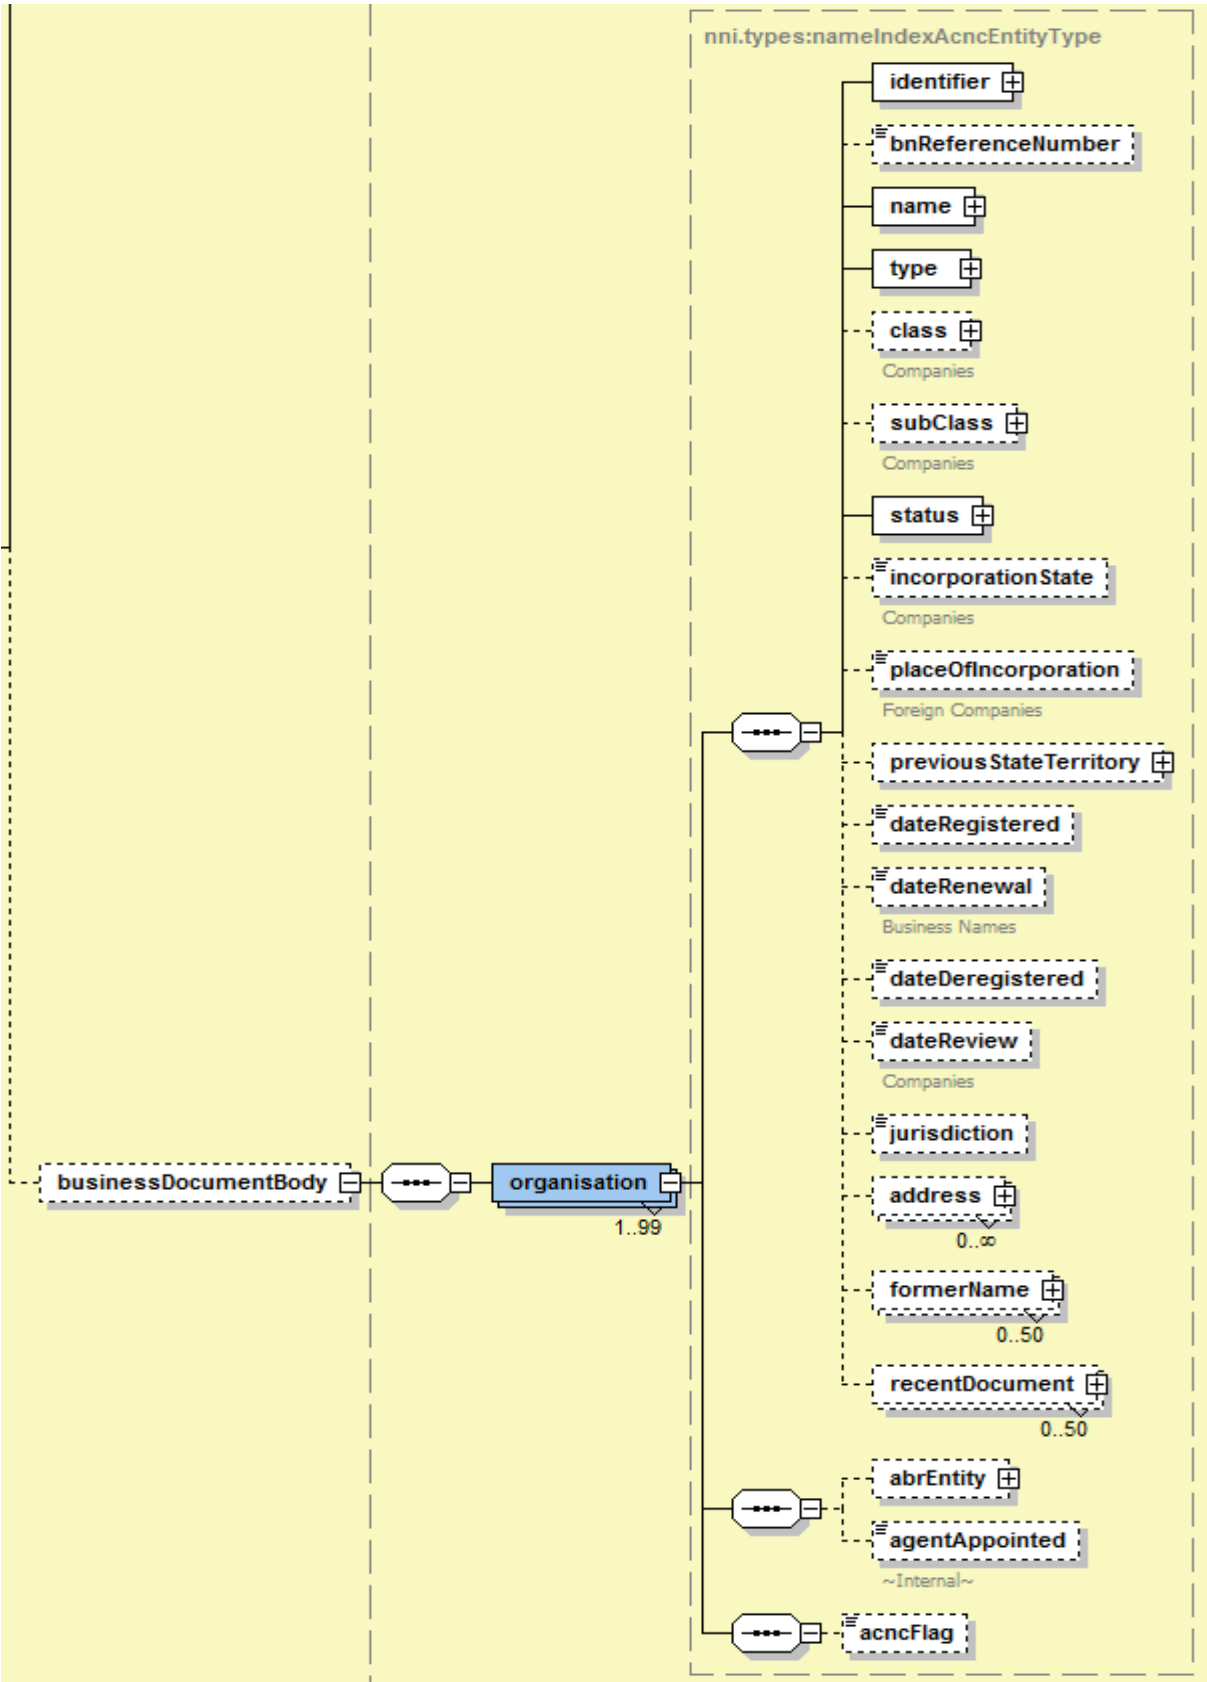 nni.types:nameIndexAcncEntityType
identifier
bnReferenceNumber
name
type
class
Companies
subClass
Companies
status
incorporationState
Companies
placeOfIncorporation
Foreign Companies
previousStateTerritory
dateRegistered
dateRenewal
Business Names
dateDeregistered
dateReview
Companies
jurisdiction
businessDocumentBody
organisation
1..99
address
0..∞
formerName
0..50
recentDocument
0..50
abrEntity
agentAppointed
~Internal~
acncFlag